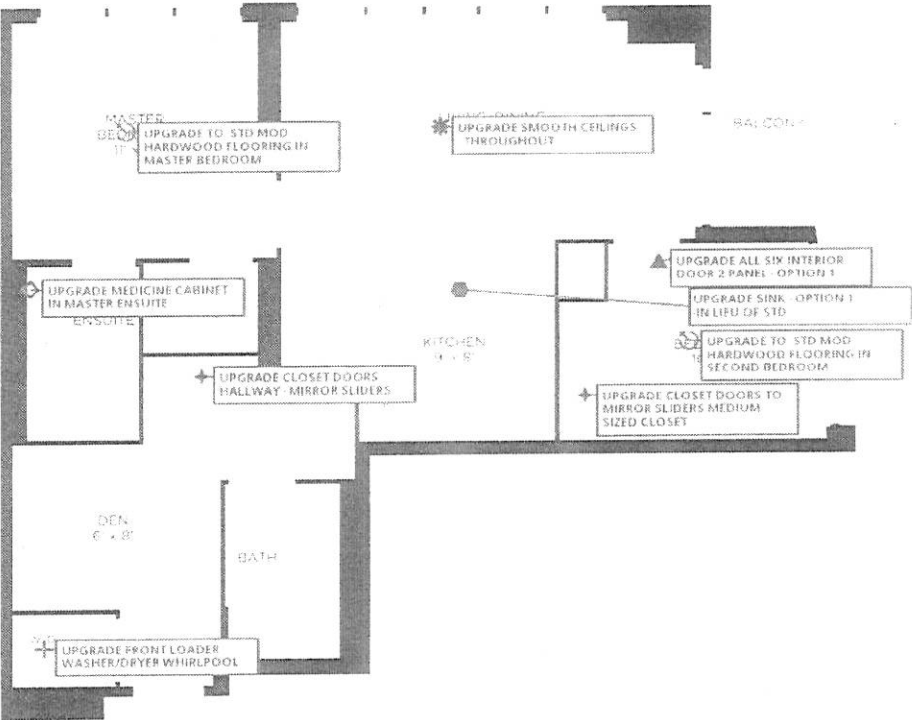 MASTER
UPGRADE TO STD MOD
HARDWOOD FLOORING IN
MASTER BEDROOM
UPGRADE SMOOTH CEILINGS
THROUGHOUT
BALCONY
UPGRADE MEDICINE CABINET
IN MASTER ENSUITE
ENSUITE
UPGRADE ALL SIX INTERIOR
DOOR 2 PANEL - OPTION 1
UPGRADE SINK - OPTION 1
IN LIEU OF STD
KITCHEN
9' x 8'
UPGRADE TO STD MOD
HARDWOOD FLOORING IN
SECOND BEDROOM
UPGRADE CLOSET DOORS
HALLWAY - MIRROR SLIDERS
UPGRADE CLOSET DOORS TO
MIRROR SLIDERS MEDIUM
SIZED CLOSET
DEN
6' x 8'
BATH
UPGRADE FRONT LOADER
WASHER/DRYER WHIRLPOOL